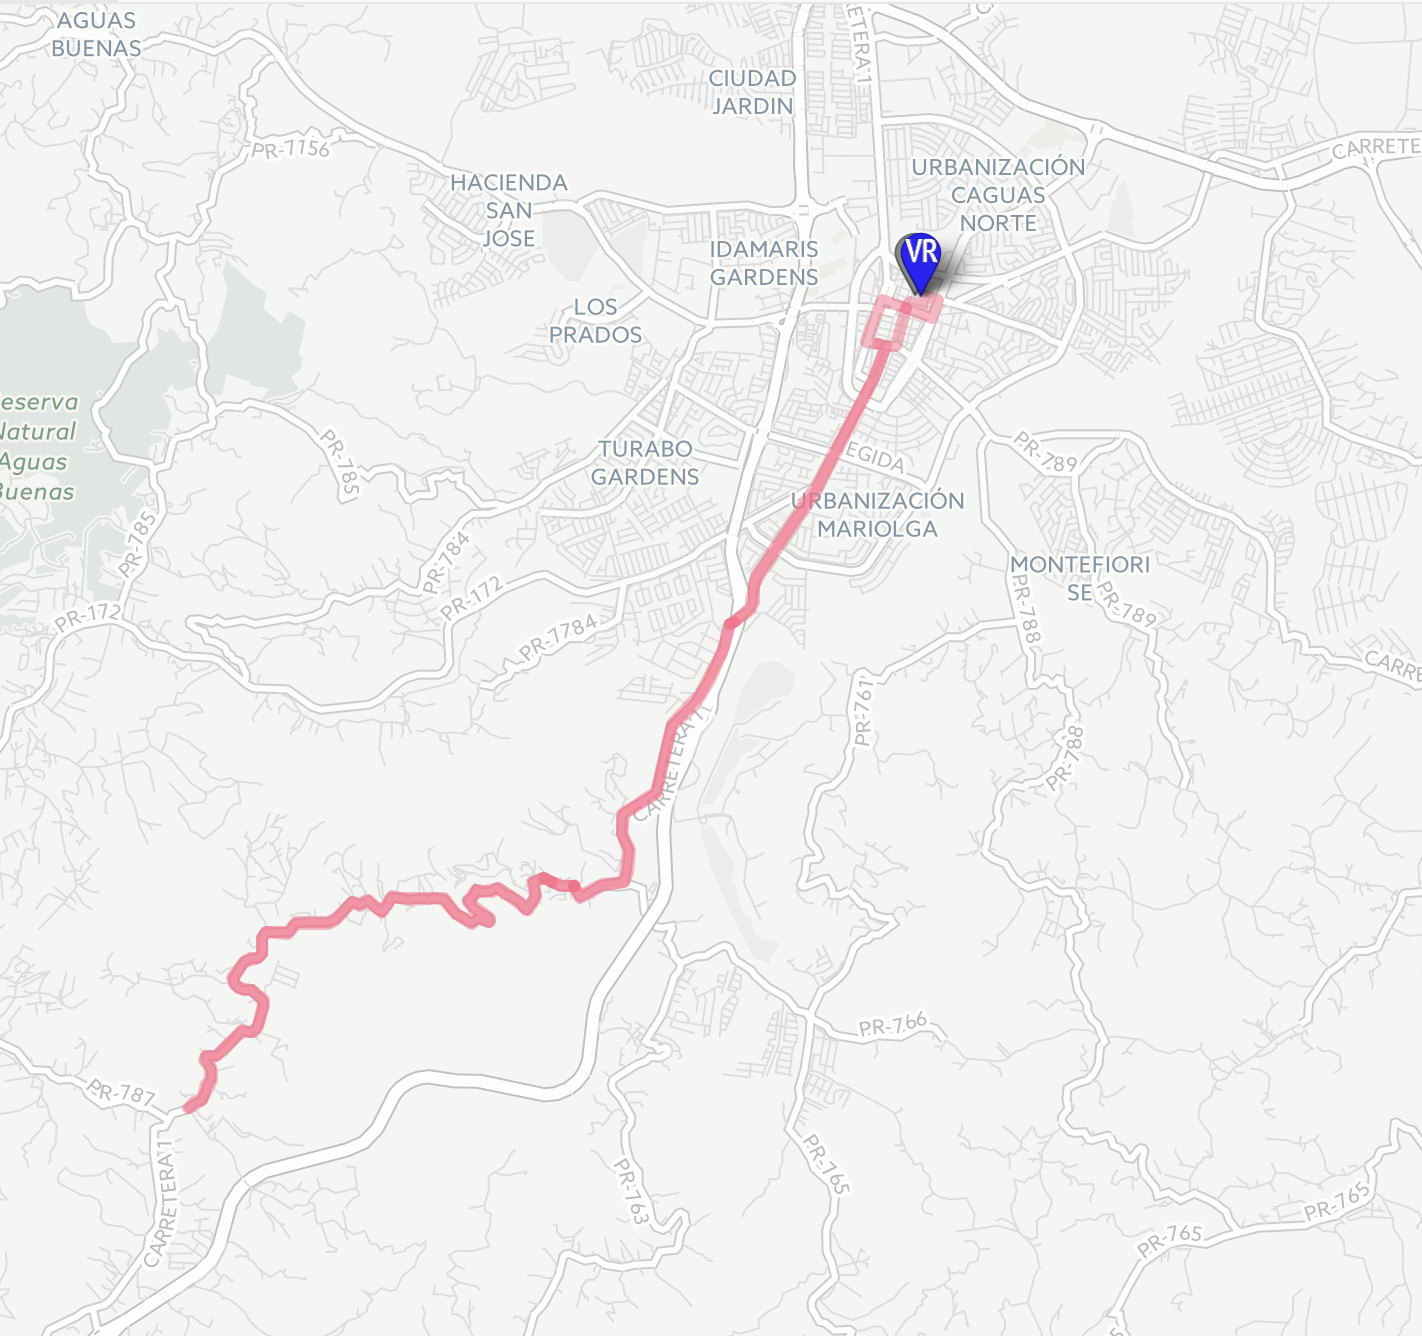 AGUAS
BUENAS
ETERA 1
CIUDAD
JARDIN
PR-7156
CARRETE
URBANIZACIÓN
CAGUAS
NORTE
HACIENDA
SAN
JOSE
VR
IDAMARIS
GARDENS
LOS
PRADOS
eserva
Natural
Aguas
Buenas
PR-785
TURABO
GARDENS
EGIDA
PR-789
URBANIZACIÓN
MARIOLGA
PR-785
PR-784
MONTEFIORI
SE
PR-172
PR-172
PR-788
PR-789
PR-7784
CARRE
PR-761
CARRETERA 1
PR-788
PR-766
PR-787
CARRETERA 1
PR-763
PR-765
PR-765
PR-765